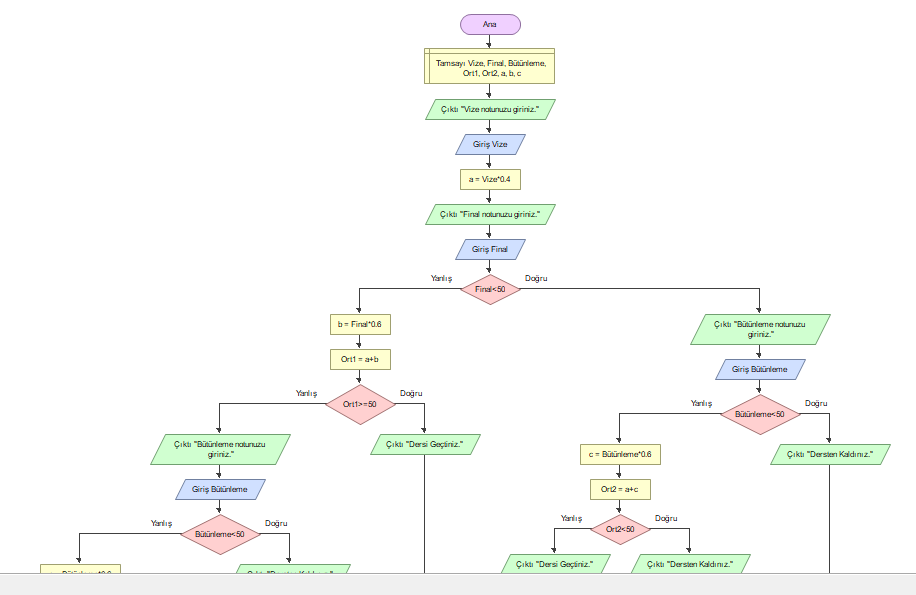 Ana
Tamsayı Vize, Final, Bütünleme,
Ort1, Ort2, a, b, c
Çıktı "Vize notunuzu giriniz."
Giriş Vize
a = Vize*0.4
Çıktı "Final notunuzu giriniz."
Giriş Final
Yanlış
Doğru
Final<50
b = Final*0.6
Ort1 = a+b
Yanlış
Doğru
Ort1>=50
Çıktı "Bütünleme notunuzu
giriniz."
Çıktı "Dersi Geçtiniz."
Giriş Bütünleme
Yanlış
Doğru
Bütünleme<50
Çıktı "Bütünleme notunuzu
giriniz."
Giriş Bütünleme
Yanlış
Doğru
Bütünleme<50
c = Bütünleme*0.6
Çıktı "Dersten Kaldınız."
Ort2 = a+c
Yanlış
Doğru
Ort2<50
Çıktı "Dersi Geçtiniz."
Çıktı "Dersten Kaldınız."